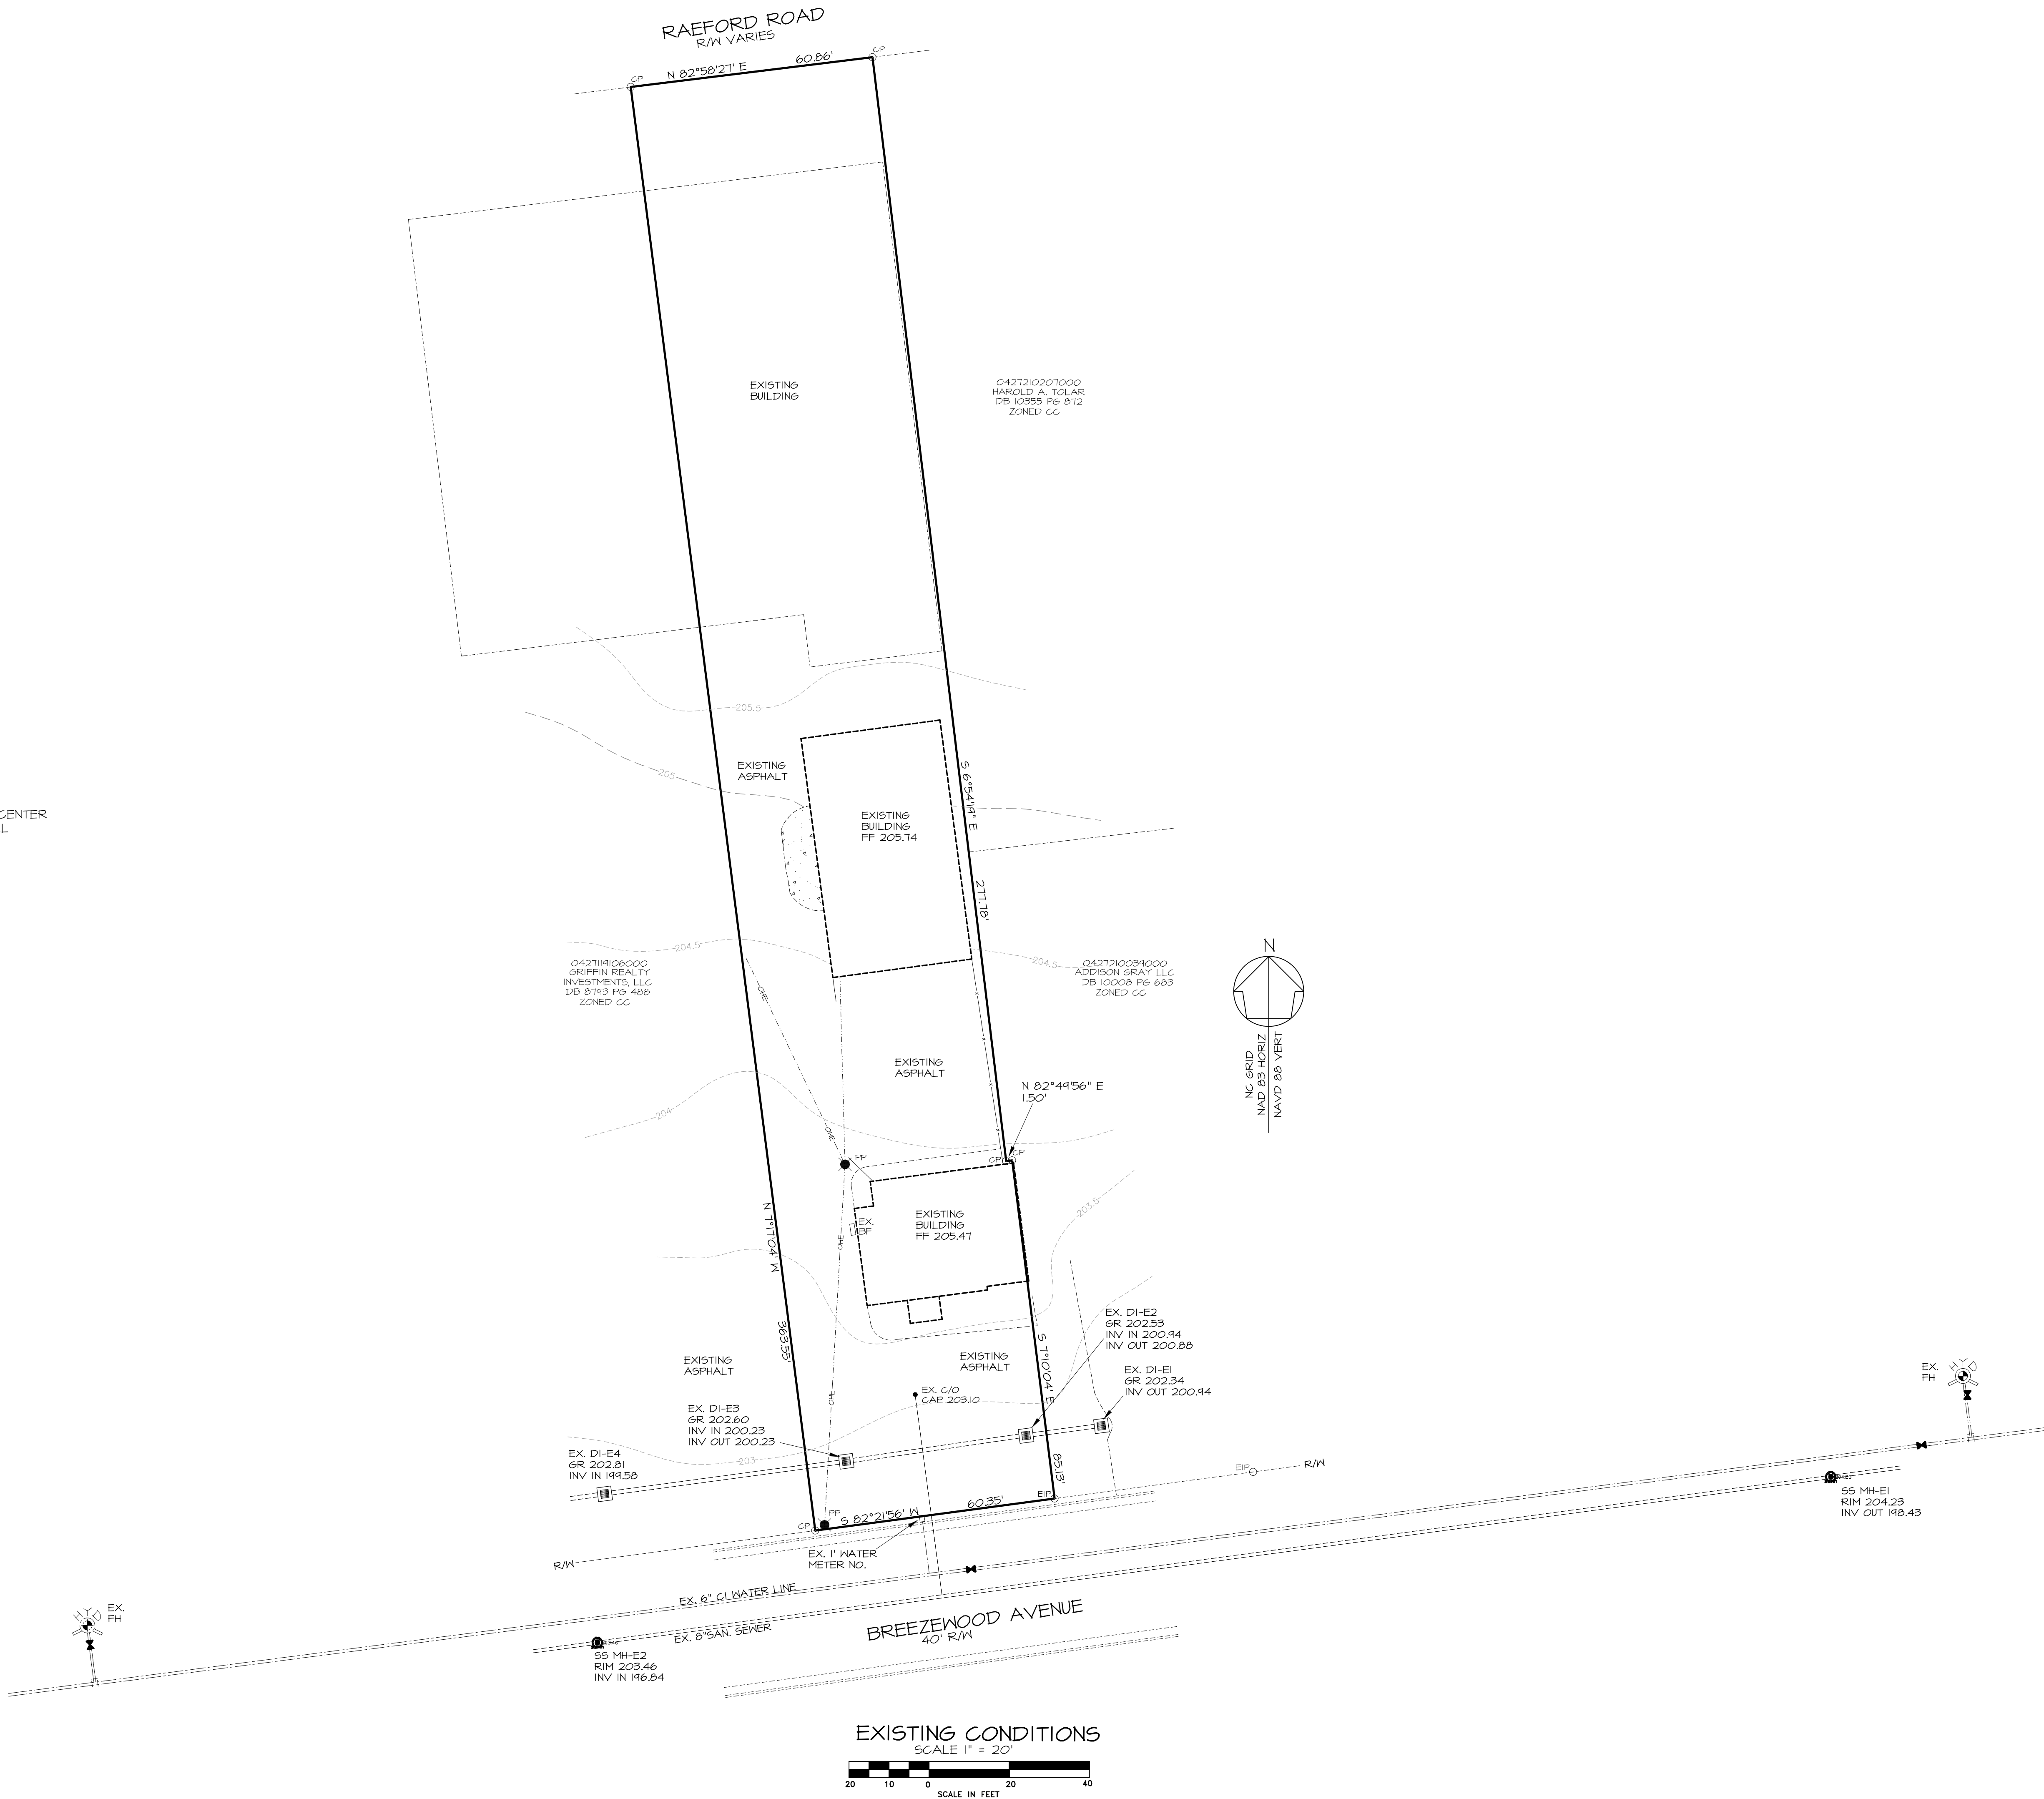 RAEFORD ROAD
R/W VARIES
CP
N 82°58'27' E
60.86'
CP
EXISTING
BUILDING
0427210207000
HAROLD A. TOLAR
DB 10355 PG 872
ZONED CC
205.5
EXISTING
ASPHALT
205
S 6°54'19" E
EXISTING
BUILDING
FF 205.74
CENTER
L
277.78'
204.5
0427119106000
GRIFFIN REALTY
INVESTMENTS, LLC
DB 8793 PG 488
ZONED CC
204.5
0427210039000
ADDISON GRAY LLC
DB 10008 PG 683
ZONED CC
N
NC GRID
NAD 83 HORIZ
NAVD 88 VERT
OHE
EXISTING
ASPHALT
N 82°49'56" E
1.50'
204
OHE
PP
CP
CP
203.5
N 7°17'04' W
EX.
BF
EXISTING
BUILDING
FF 205.47
OHE
363.55'
EX. DI-E2
GR 202.53
INV IN 200.94
INV OUT 200.88
S 7°10'04' E
EXISTING
ASPHALT
EXISTING
ASPHALT
EX. DI-E1
GR 202.34
INV OUT 200.94
OHE
EX. C/O
CAP 203.10
EX. DI-E3
GR 202.60
INV IN 200.23
INV OUT 200.23
EX. DI-E4
GR 202.81
INV IN 199.58
203
85.13'
EX.
FH
HYD
EIP
R/W
EIP
60.35'
S 82°21'56' W
PP
CP
SS MH-E1
RIM 204.23
INV OUT 198.43
R/W
EX. 1' WATER
METER NO.
EX. 6" CI WATER LINE
EX. 8"SAN. SEWER
BREEZEWOOD AVENUE
40' R/W
HYD
EX.
FH
SS MH-E2
RIM 203.46
INV IN 196.84
EXISTING CONDITIONS
SCALE 1" = 20'
20 10 0 20 40
SCALE IN FEET